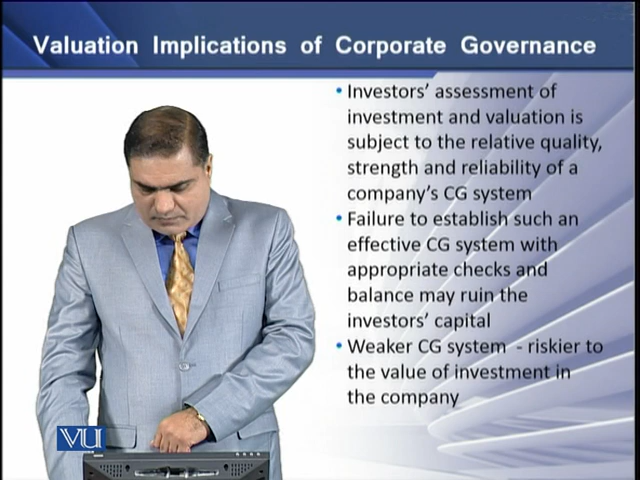 Valuation Implications of Corporate Governance
• Investors' assessment of
investment and valuation is
subject to the relative quality,
strength and reliability of a
company's CG system
• Failure to establish such an
effective CG system with
appropriate checks and
balance may ruin the
investors' capital
• Weaker CG system - riskier to
the value of investment in
the company
VU